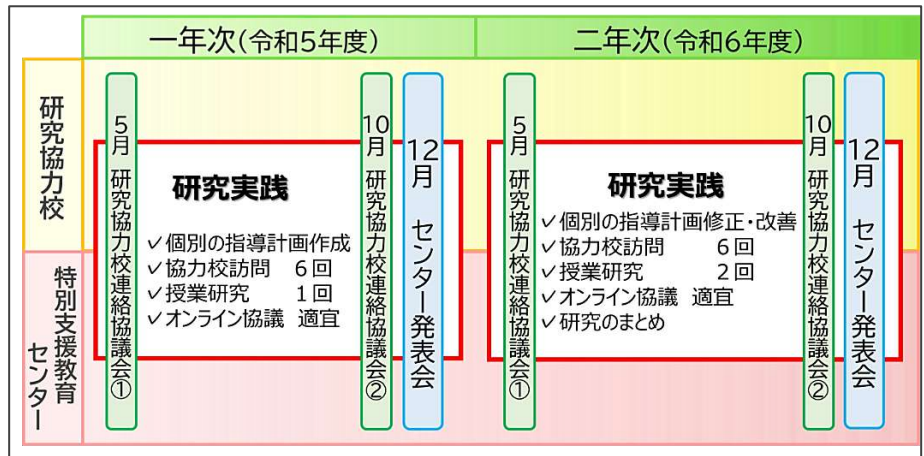 一年次(令和5年度)
二年次(令和6年度)
研究協力校
特別支援教育
センター
5月 研究協力校連絡協議会①
研究実践
✓個別の指導計画作成
✓協力校訪問 6回
✓授業研究 1回
✓オンライン協議 適宜
10月 研究協力校連絡協議会②
12月 センター発表会
5月 研究協力校連絡協議会①
研究実践
✓個別の指導計画修正・改善
✓協力校訪問 6回
✓授業研究 2回
✓オンライン協議 適宜
✓研究のまとめ
10月 研究協力校連絡協議会②
12月 センター発表会